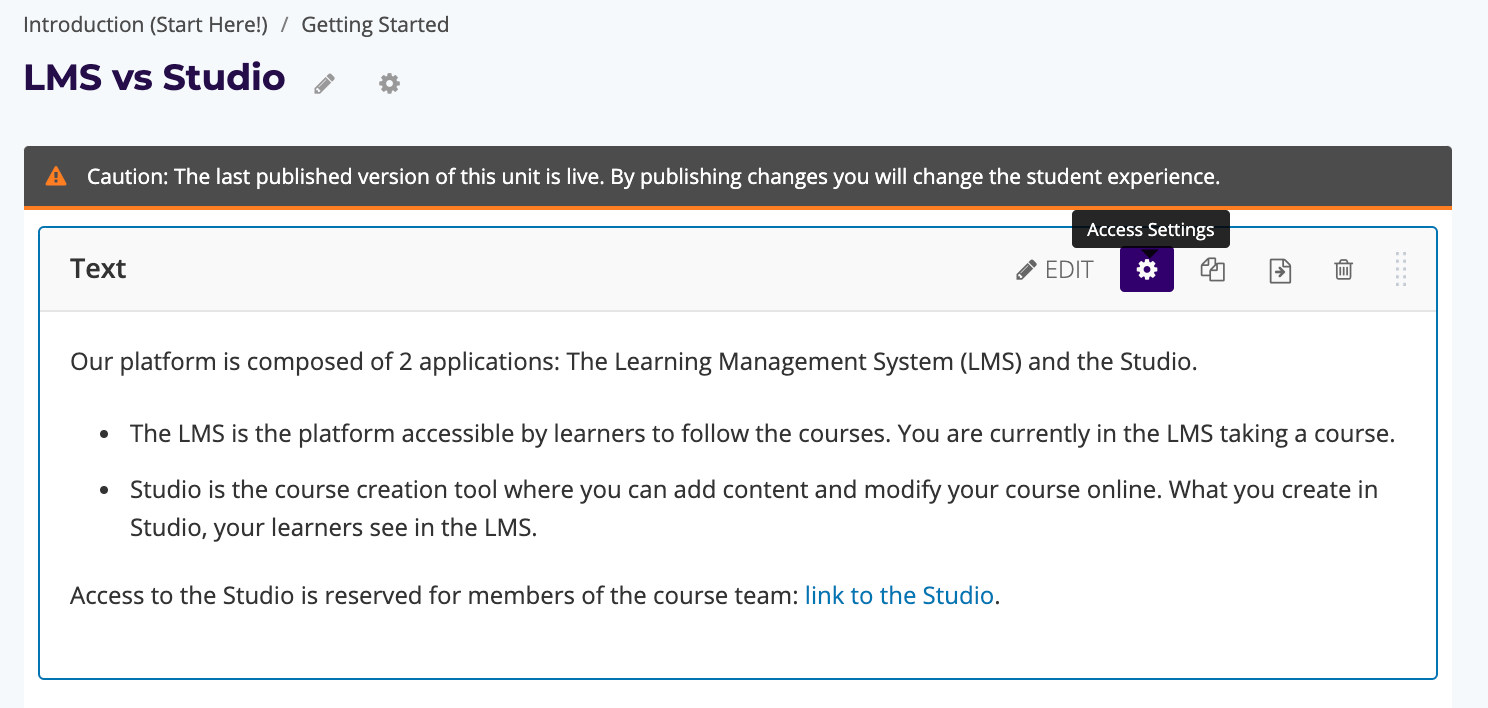 Introduction (Start Here!) / Getting Started
LMS vs Studio
Caution: The last published version of this unit is live. By publishing changes you will change the student experience.
Access Settings
Text
EDIT
Our platform is composed of 2 applications: The Learning Management System (LMS) and the Studio.
• The LMS is the platform accessible by learners to follow the courses. You are currently in the LMS taking a course.
• Studio is the course creation tool where you can add content and modify your course online. What you create in
Studio, your learners see in the LMS.
Access to the Studio is reserved for members of the course team: link to the Studio.